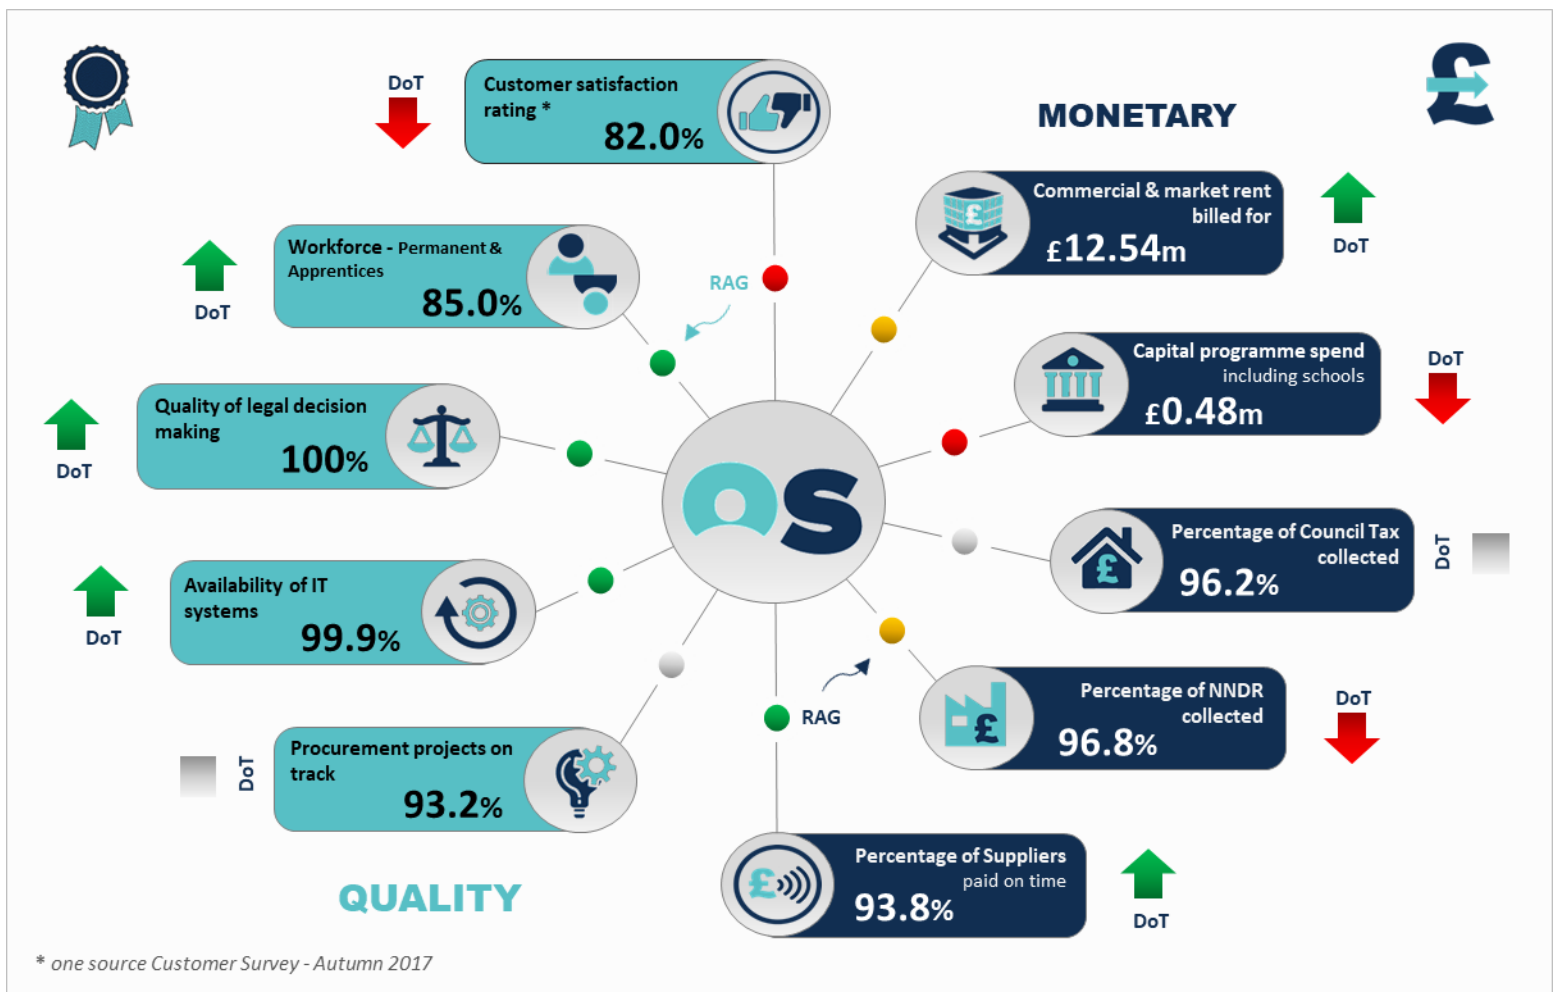 DoT
Customer satisfaction
rating *
82.0%
MONETARY
£
Commercial & market rent
billed for
£12.54m
£
DoT
Workforce - Permanent &
Apprentices
85.0%
DoT
RAG
Capital programme spend
including schools
£0.48m
DoT
Quality of legal decision
making
100%
DoT
OS
Percentage of Council Tax
collected
96.2%
£
DoT
Availability of IT
systems
99.9%
DoT
Percentage of NNDR
collected
96.8%
£
DoT
RAG
Procurement projects on
track
93.2%
DoT
Percentage of Suppliers
paid on time
93.8%
£
DoT
QUALITY
* one source Customer Survey - Autumn 2017